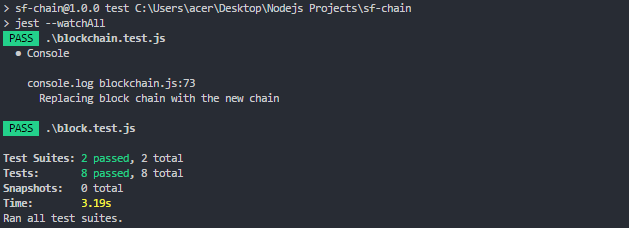 > sf-chain@1.0.0 test C:\Users\acer\Desktop\Nodejs Projects\sf-chain
> jest --watchAll
PASS .\blockchain.test.js
● Console
console.log blockchain.js:73
Replacing block chain with the new chain
PASS .\block.test.js
Test Suites: 2 passed, 2 total
Tests: 8 passed, 8 total
Snapshots: 0 total
Time: 3.19s
Ran all test suites.